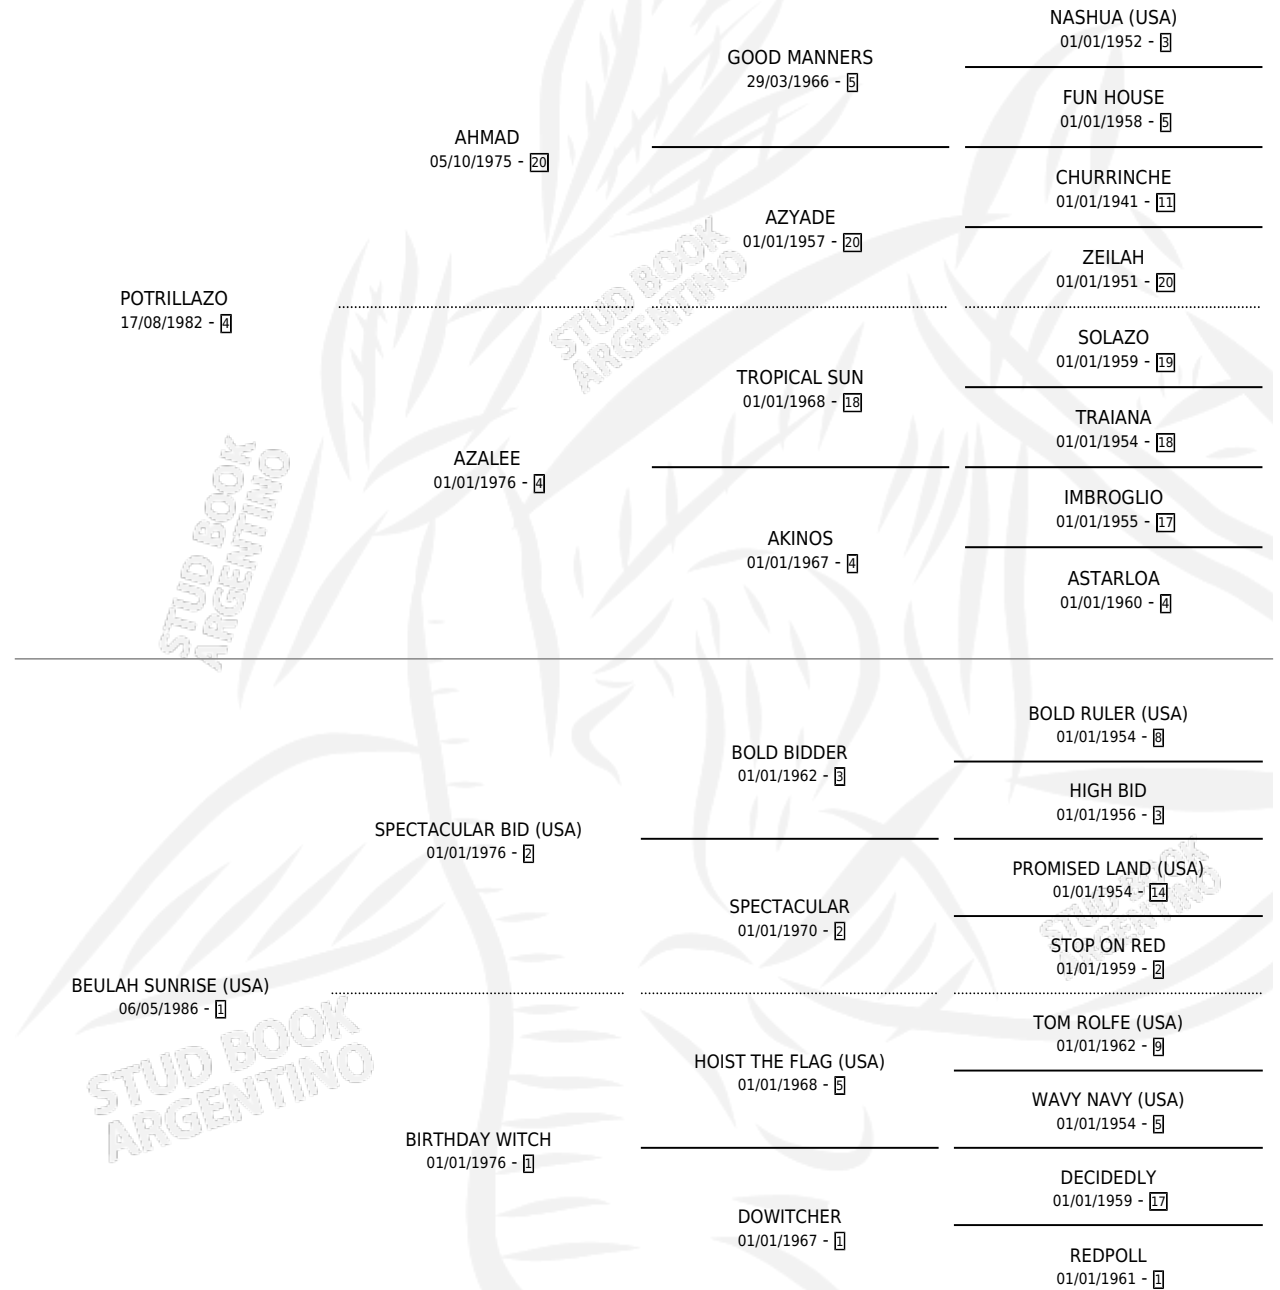 NASHUA (USA)
01/01/1952 - 3
GOOD MANNERS
29/03/1966 - 5
FUN HOUSE
01/01/1958 - 5
AHMAD
05/10/1975 - 20
CHURRINCHE
01/01/1941 - 11
AZYADE
01/01/1957 - 20
ZEILAH
01/01/1951 - 20
POTRILLAZO
17/08/1982 - 4
SOLAZO
01/01/1959 - 19
TROPICAL SUN
01/01/1968 - 18
TRAIANA
01/01/1954 - 18
AZALEE
01/01/1976 - 4
IMBROGLIO
01/01/1955 - 17
AKINOS
01/01/1967 - 4
ASTARLOA
01/01/1960 - 4
STUD BOOK
ARGENTINO
STUD BOOK
ARGENTINO
BOLD RULER (USA)
01/01/1954 - 8
BOLD BIDDER
01/01/1962 - 3
HIGH BID
01/01/1956 - 3
SPECTACULAR BID (USA)
01/01/1976 - 2
PROMISED LAND (USA)
01/01/1954 - 14
SPECTACULAR
01/01/1970 - 2
STOP ON RED
01/01/1959 - 2
BEULAH SUNRISE (USA)
06/05/1986 - 1
TOM ROLFE (USA)
01/01/1962 - 9
HOIST THE FLAG (USA)
01/01/1968 - 5
WAVY NAVY (USA)
01/01/1954 - 5
BIRTHDAY WITCH
01/01/1976 - 1
DECIDEDLY
01/01/1959 - 17
DOWITCHER
01/01/1967 - 1
REDPOLL
01/01/1961 - 1
STUD BOOK
ARGENTINO
STUD BOOK
ARGENTINO